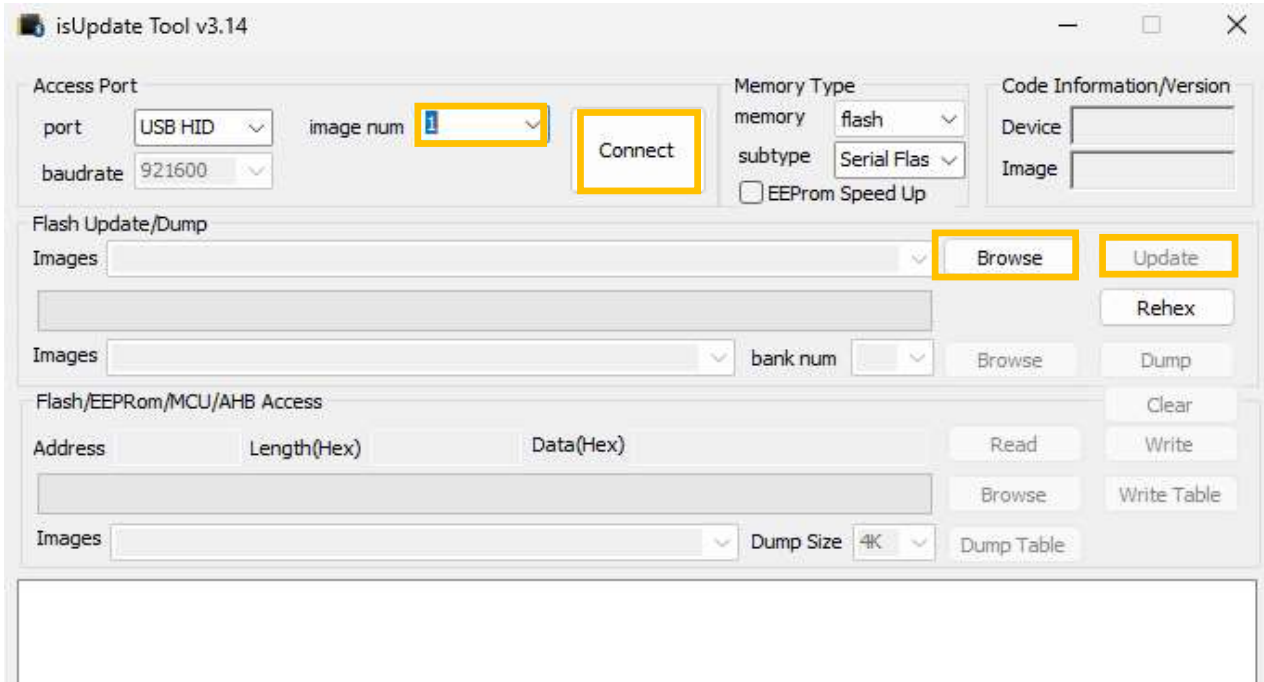 isUpdate Tool v3.14
Access Port
Memory Type
Code Information/Version
port USB HID image num 1 Connect memory flash Device
baudrate 921600 subtype Serial Flas Image
EEProm Speed Up
Flash Update/Dump
Images Browse Update
Rehex
Images bank num Browse Dump
Flash/EEPRom/MCU/AHB Access Clear
Address Length(Hex) Data(Hex) Read Write
Browse Write Table
Images Dump Size 4K Dump Table